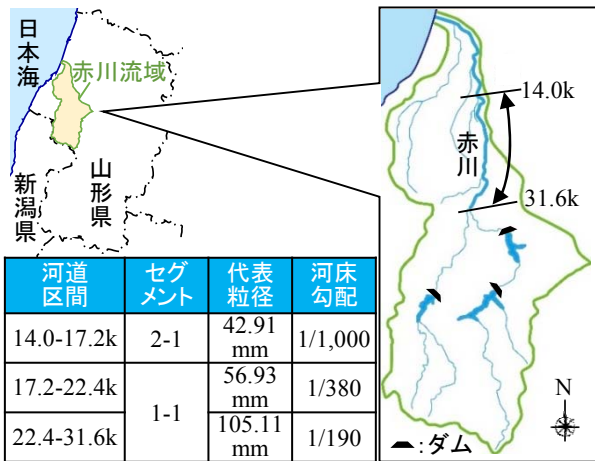 日本海
赤川流域
山形県
新潟県
14.0k
赤川
31.6k
N
:ダム
河道
区間
セグ
メント
代表
粒径
河床
勾配
14.0-17.2k
2-1
42.91
mm
1/1,000
17.2-22.4k
1-1
56.93
mm
1/380
22.4-31.6k
105.11
mm
1/190